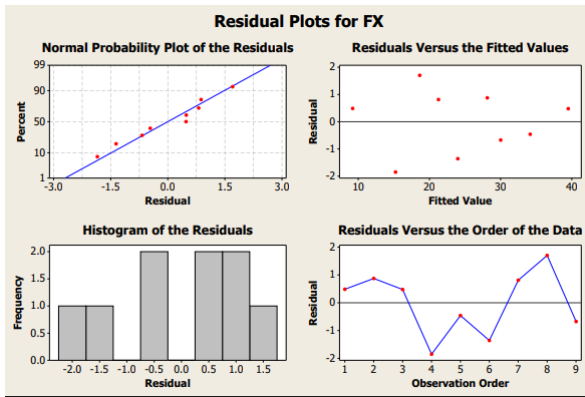 Residual Plots for FX
Normal Probability Plot of the Residuals
99
90
50
10
1
Percent
-3.0 -1.5 0.0 1.5 3.0
Residual
Residuals Versus the Fitted Values
2
1
0
-1
-2
Residual
10 20 30 40
Fitted Value
Histogram of the Residuals
2.0
1.5
1.0
0.5
0.0
Frequency
-2.0 -1.5 -1.0 -0.5 0.0 0.5 1.0 1.5
Residual
Residuals Versus the Order of the Data
2
1
0
-1
-2
Residual
1 2 3 4 5 6 7 8 9
Observation Order